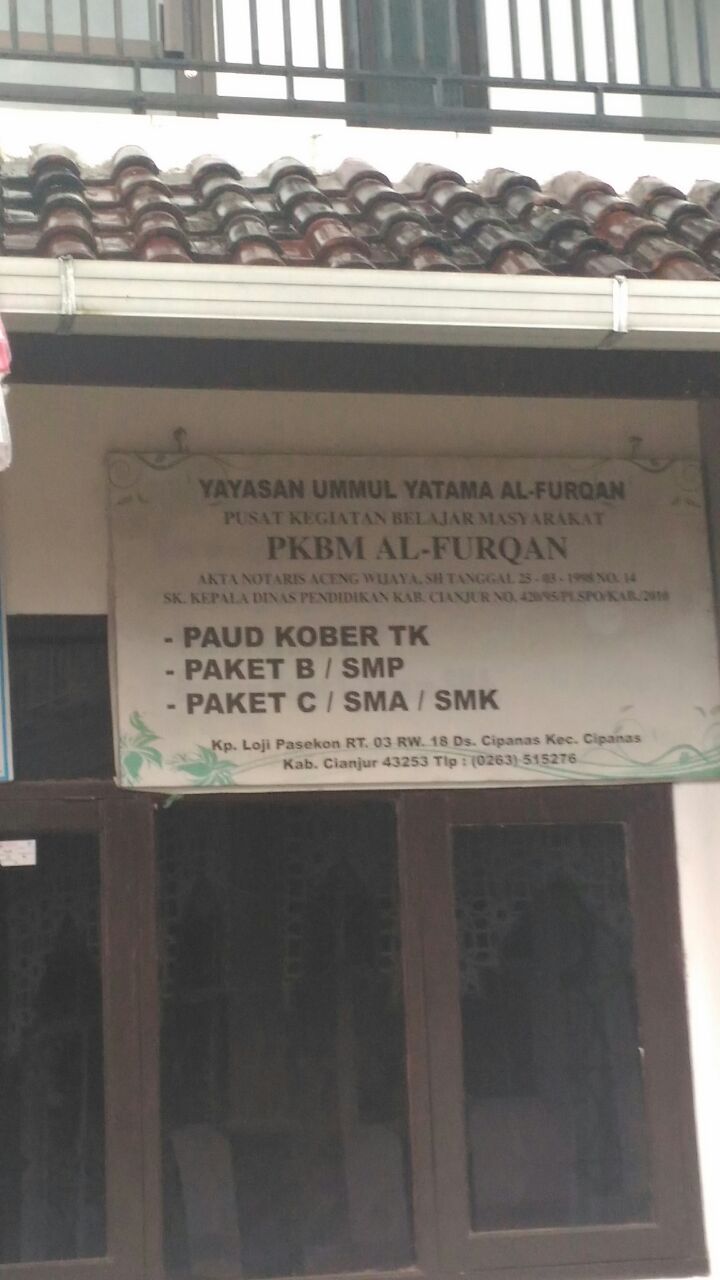 YAYASAN UMMUL YATAMA AL-FURQAN
PUSAT KEGIATAN BELAJAR MASYARAKAT
PKBM AL-FURQAN
AKTA NOTARIS ACENG WIJAYA, SH TANGGAL 25 - 03 - 1998 NO. 14
SK. KEPALA DINAS PENDIDIKAN KAB. CIANJUR NO. 420/95/PLSPO/KAB./2010
- PAUD KOBER TK
- PAKET B / SMP
- PAKET C / SMA / SMK
Kp. Loji Pasekon RT. 03 RW. 18 Ds. Cipanas Kec. Cipanas
Kab. Cianjur 43253 Tlp : (0263) 515276